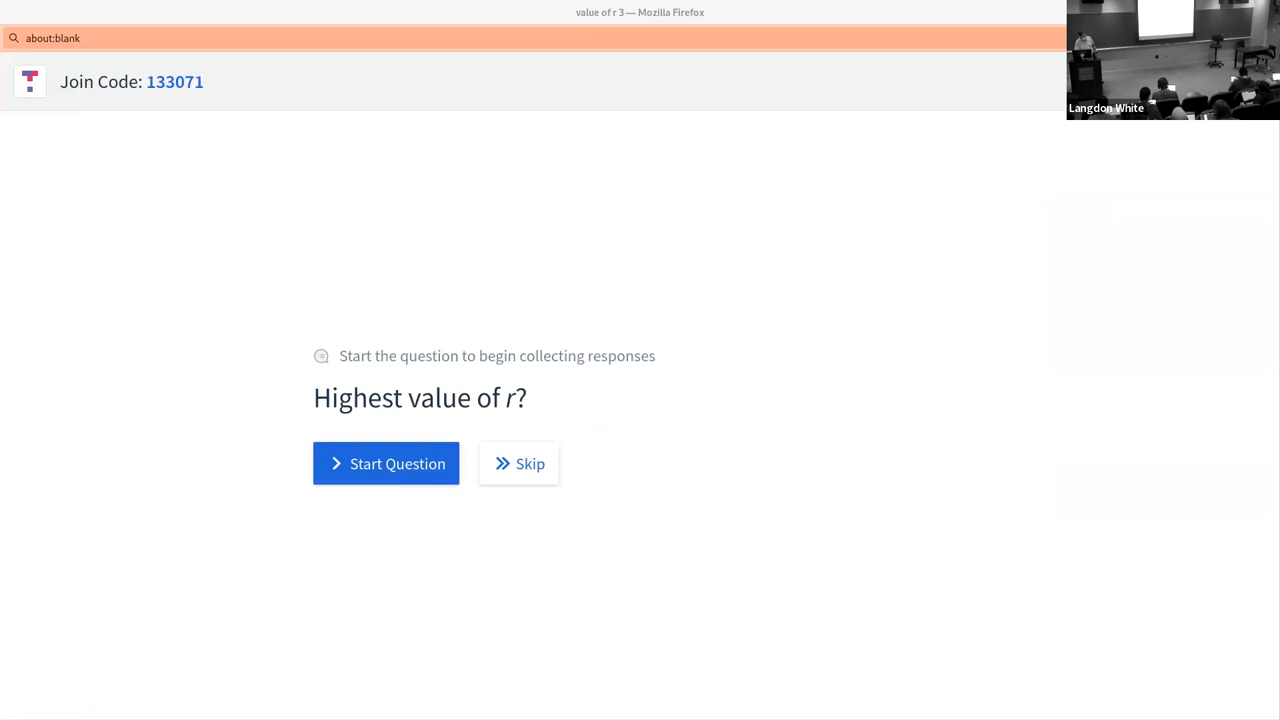 value of r 3 — Mozilla Firefox
about:blank
Join Code: 133071
Langdon White
Start the question to begin collecting responses
Highest value of r?
Start Question
Skip